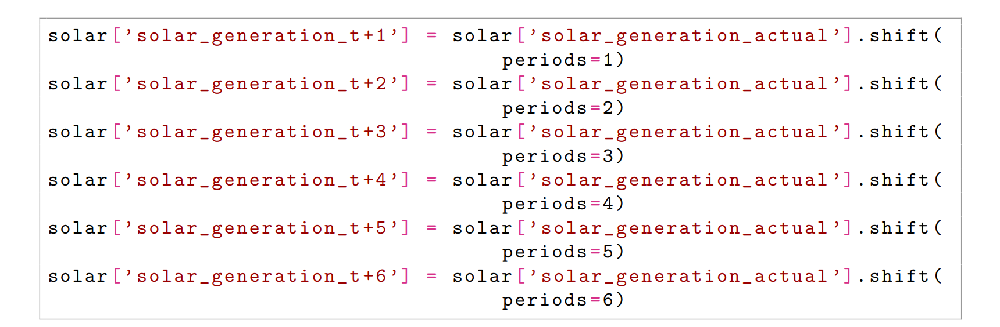 solar['solar_generation_t+1'] = solar['solar_generation_actual'].shift(
periods=1)
solar['solar_generation_t+2'] = solar['solar_generation_actual'].shift(
periods=2)
solar['solar_generation_t+3'] = solar['solar_generation_actual'].shift(
periods=3)
solar['solar_generation_t+4'] = solar['solar_generation_actual'].shift(
periods=4)
solar['solar_generation_t+5'] = solar['solar_generation_actual'].shift(
periods=5)
solar['solar_generation_t+6'] = solar['solar_generation_actual'].shift(
periods=6)